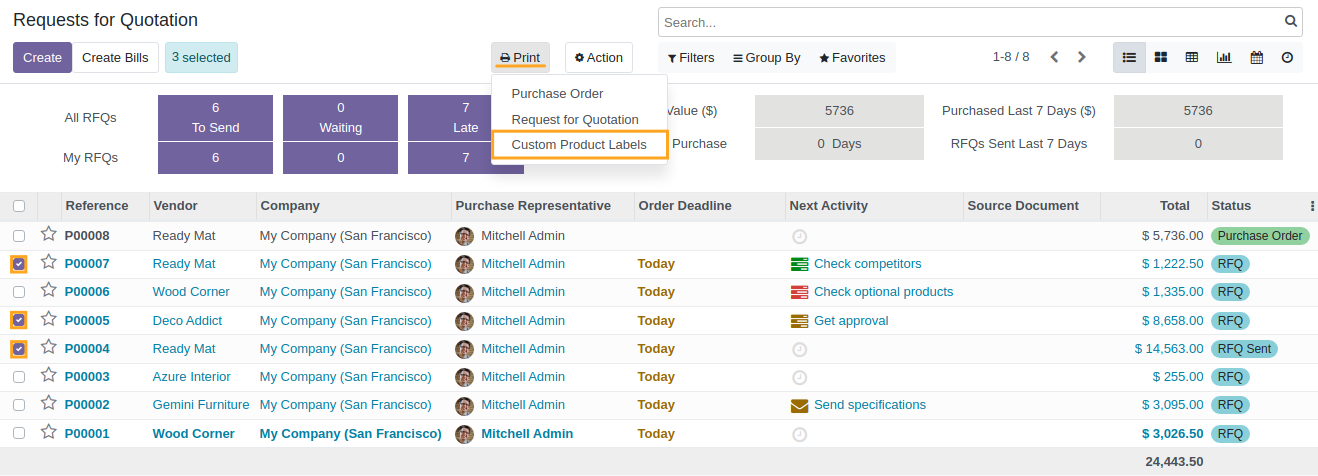 Requests for Quotation
Search...
Create Create Bills 3 selected Print Action Filters Group By Favorites 1-8 / 8
Purchase Order
Request for Quotation
Custom Product Labels
All RFQs 6 To Send 0 Waiting 7 Late
My RFQs 6 0 7
Value ($) 5736 Purchased Last 7 Days ($) 5736
Purchase 0 Days RFQs Sent Last 7 Days 0
Reference Vendor Company Purchase Representative Order Deadline Next Activity Source Document Total Status
P00008 Ready Mat My Company (San Francisco) Mitchell Admin $ 5,736.00 Purchase Order
P00007 Ready Mat My Company (San Francisco) Mitchell Admin Today Check competitors $ 1,222.50 RFQ
P00006 Wood Corner My Company (San Francisco) Mitchell Admin Today Check optional products $ 1,335.00 RFQ
P00005 Deco Addict My Company (San Francisco) Mitchell Admin Today Get approval $ 8,658.00 RFQ
P00004 Ready Mat My Company (San Francisco) Mitchell Admin Today $ 14,563.00 RFQ Sent
P00003 Azure Interior My Company (San Francisco) Mitchell Admin Today $ 255.00 RFQ
P00002 Gemini Furniture My Company (San Francisco) Mitchell Admin Today Send specifications $ 3,095.00 RFQ
P00001 Wood Corner My Company (San Francisco) Mitchell Admin Today $ 3,026.50 RFQ
24,443.50